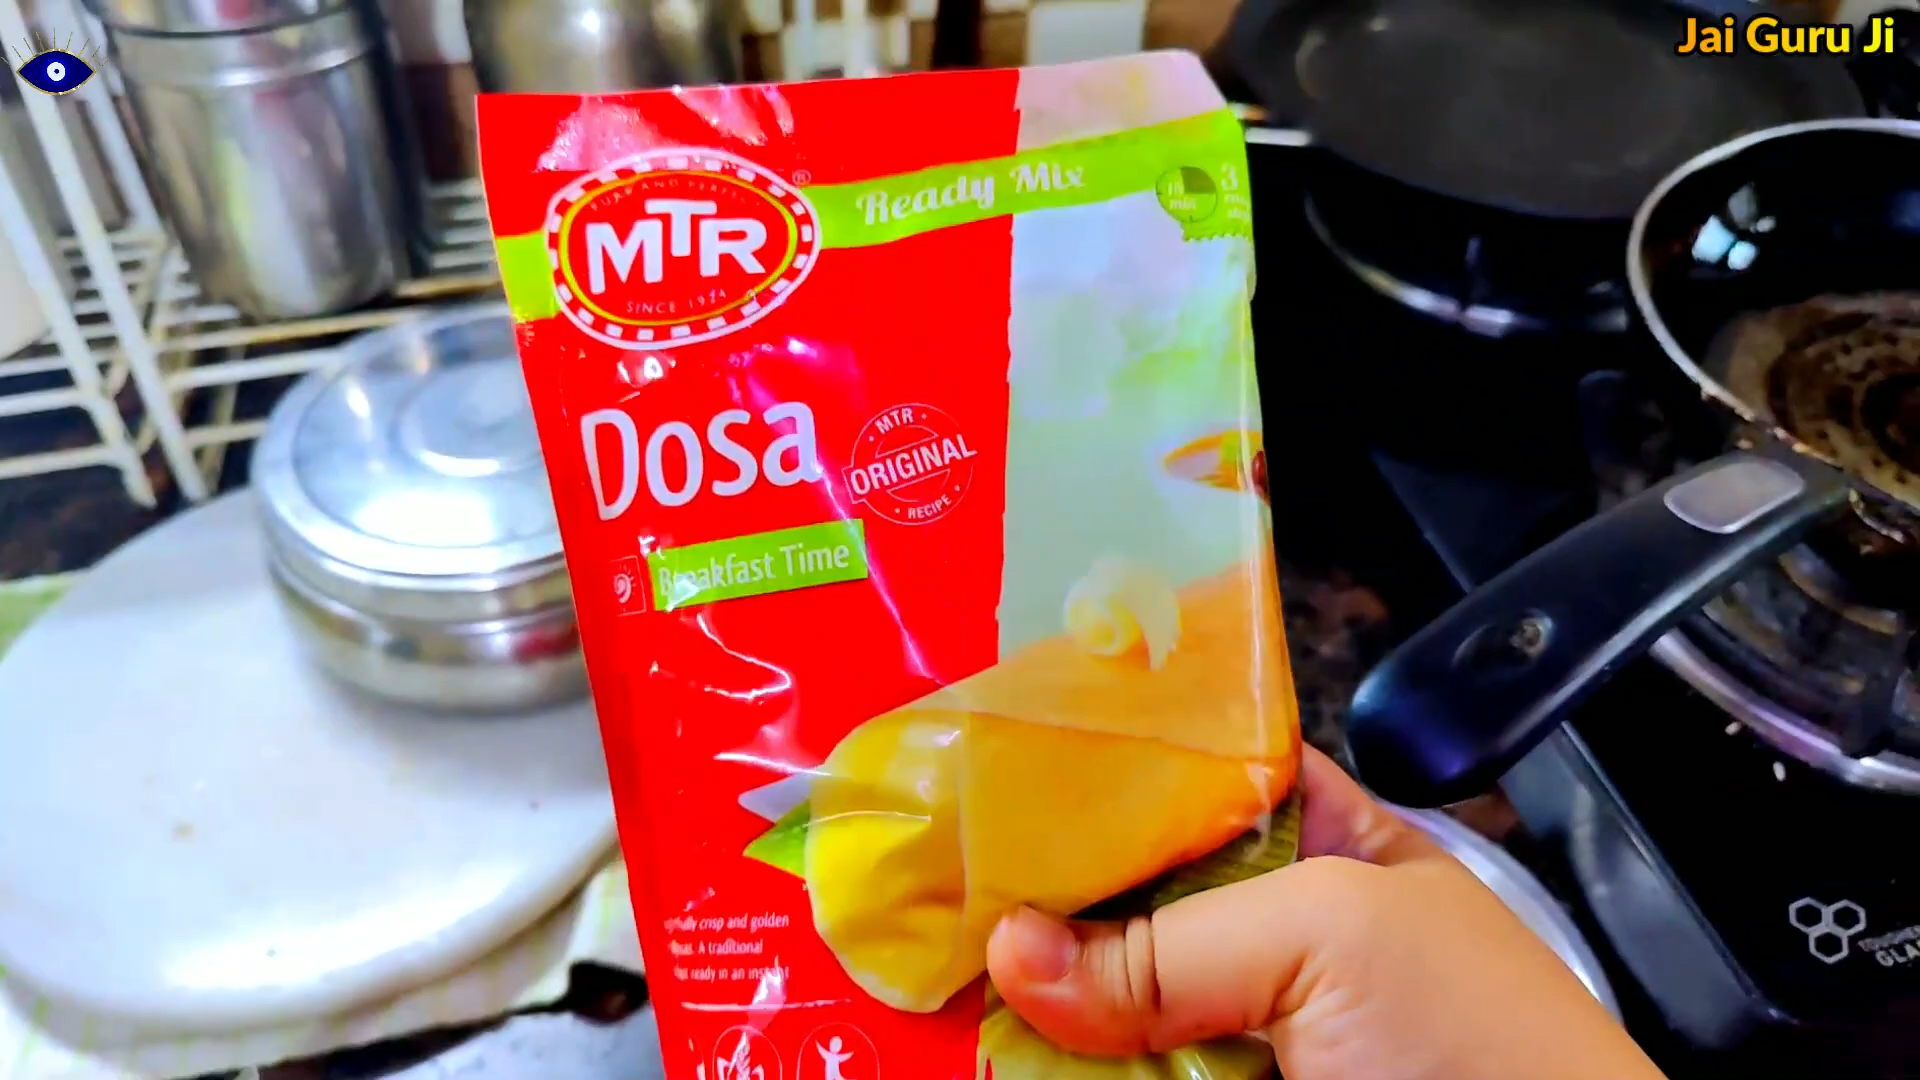 Jai Guru Ji
Ready Mix
3
MTR
SINCE 1924
Dosa
MTR
ORIGINAL
RECIPE
Breakfast Time
crisp and golden
A traditional
ready in an instant